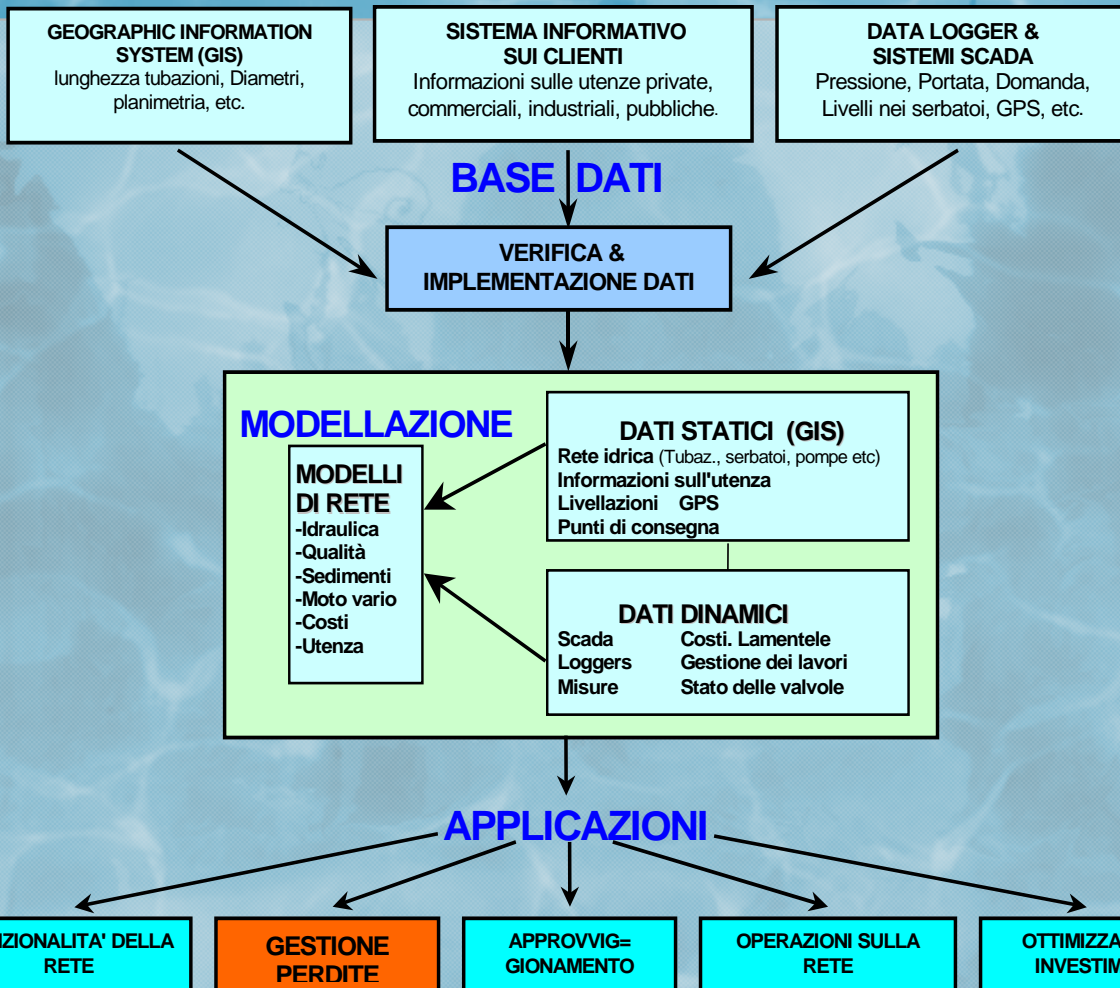 GEOGRAPHIC INFORMATION
SYSTEM (GIS)
lunghezza tubazioni, Diametri,
planimetria, etc.
SISTEMA INFORMATIVO
SUI CLIENTI
Informazioni sulle utenze private,
commerciali, industriali, pubbliche.
DATA LOGGER &
SISTEMI SCADA
Pressione, Portata, Domanda,
Livelli nei serbatoi, GPS, etc.
BASE DATI
VERIFICA &
IMPLEMENTAZIONE DATI
MODELLAZIONE
MODELLI
DI RETE
-Idraulica
-Qualità
-Sedimenti
-Moto vario
-Costi
-Utenza
DATI STATICI (GIS)
Rete idrica (Tubaz., serbatoi, pompe etc)
Informazioni sull'utenza
Livellazioni GPS
Punti di consegna
DATI DINAMICI
Scada Costi. Lamentele
Loggers Gestione dei lavori
Misure Stato delle valvole
APPLICAZIONI
DELLA
RETE
GESTIONE
PERDITE
APPROVVIG=
GIONAMENTO
OPERAZIONI SULLA
RETE